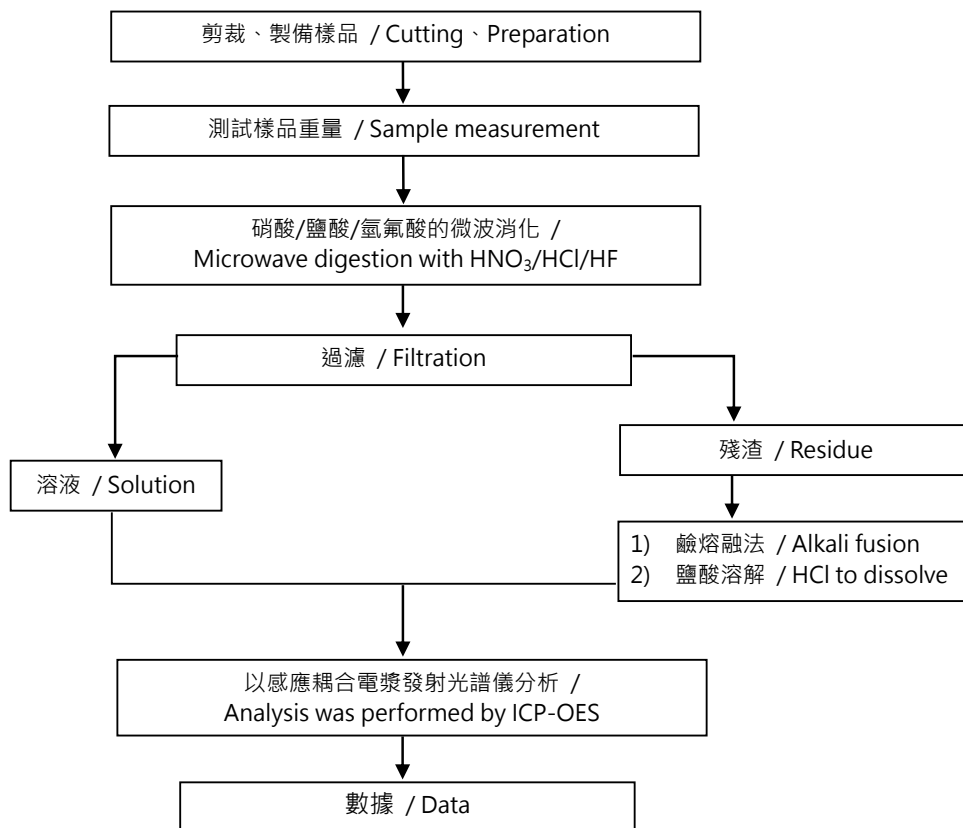 剪裁、製備樣品 / Cutting、Preparation
測試樣品重量 / Sample measurement
硝酸/鹽酸/氫氟酸的微波消化 /
Microwave digestion with HNO₃/HCl/HF
過濾 / Filtration
溶液 / Solution
殘渣 / Residue
1) 鹼熔融法 / Alkali fusion
2) 鹽酸溶解 / HCl to dissolve
以感應耦合電漿發射光譜儀分析 /
Analysis was performed by ICP-OES
數據 / Data